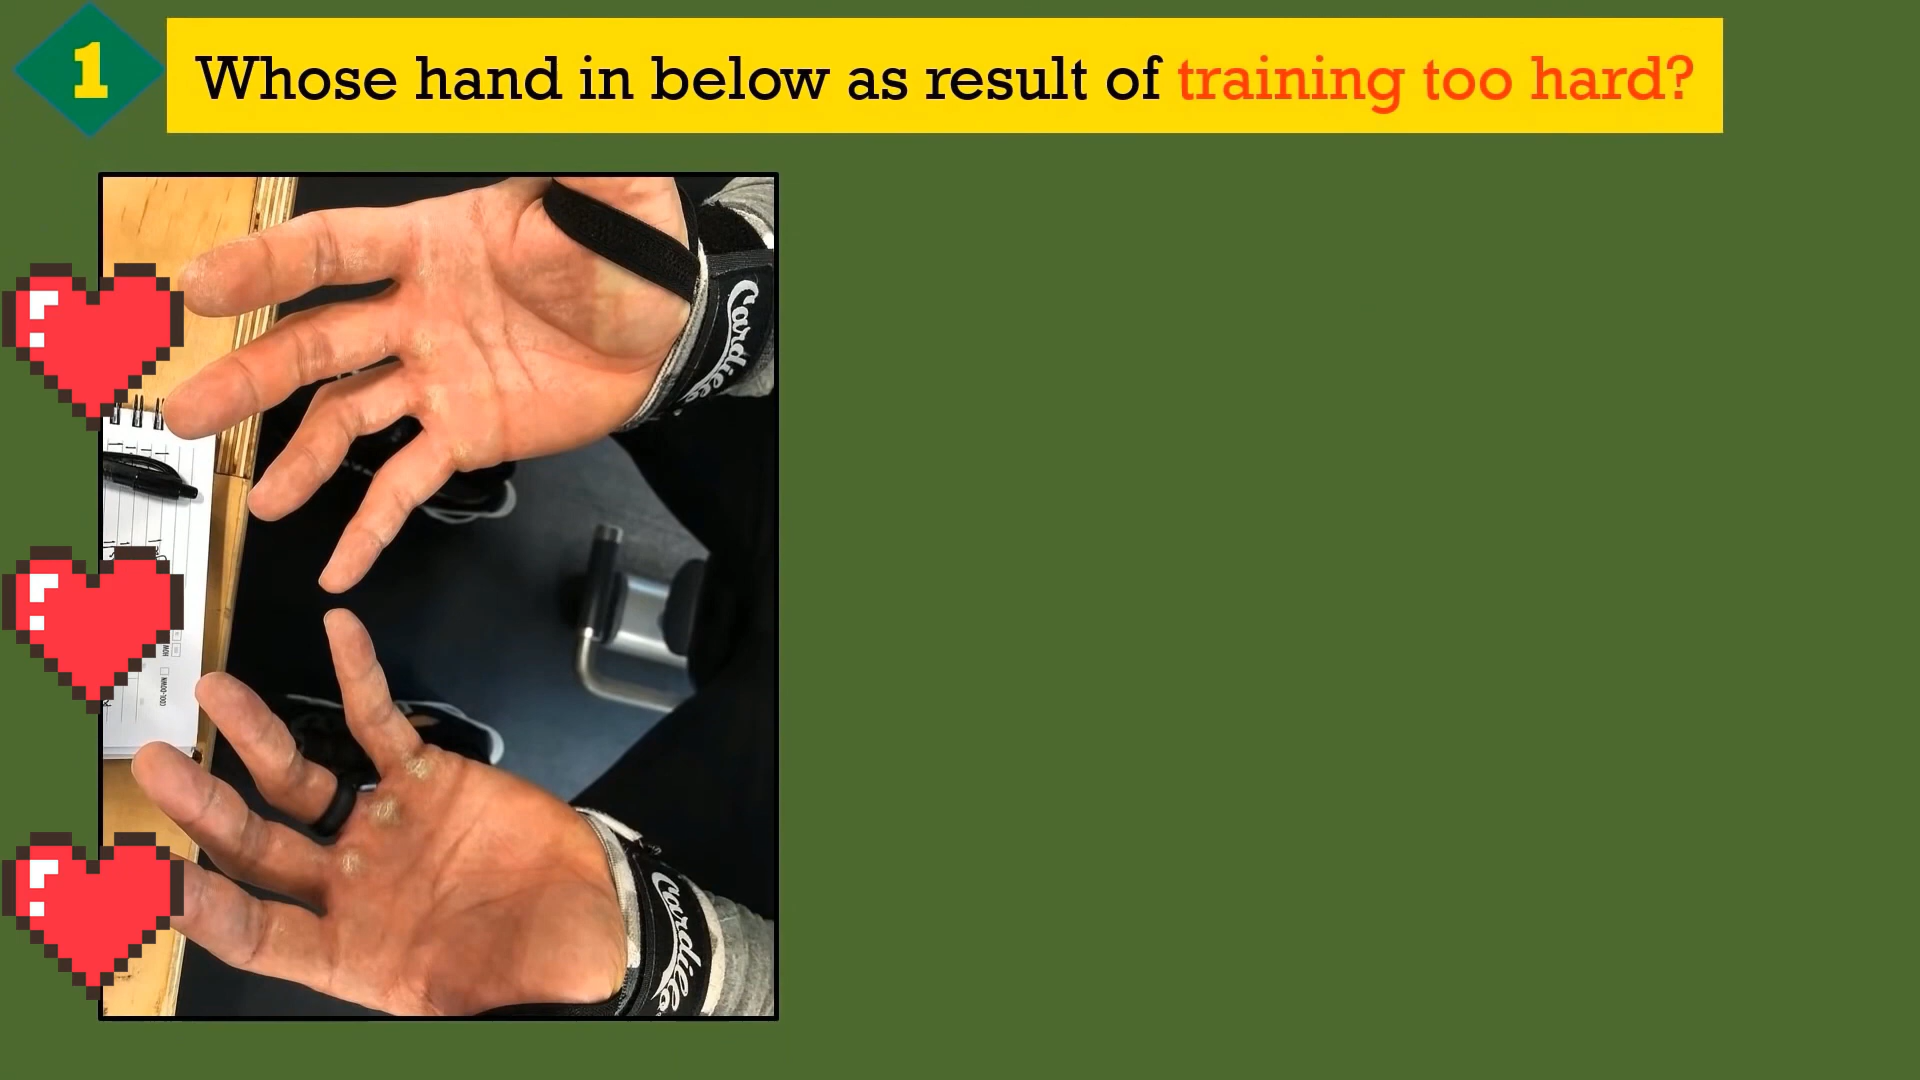 1
Whose hand in below as result of training too hard?
Cardillo
Cardillo